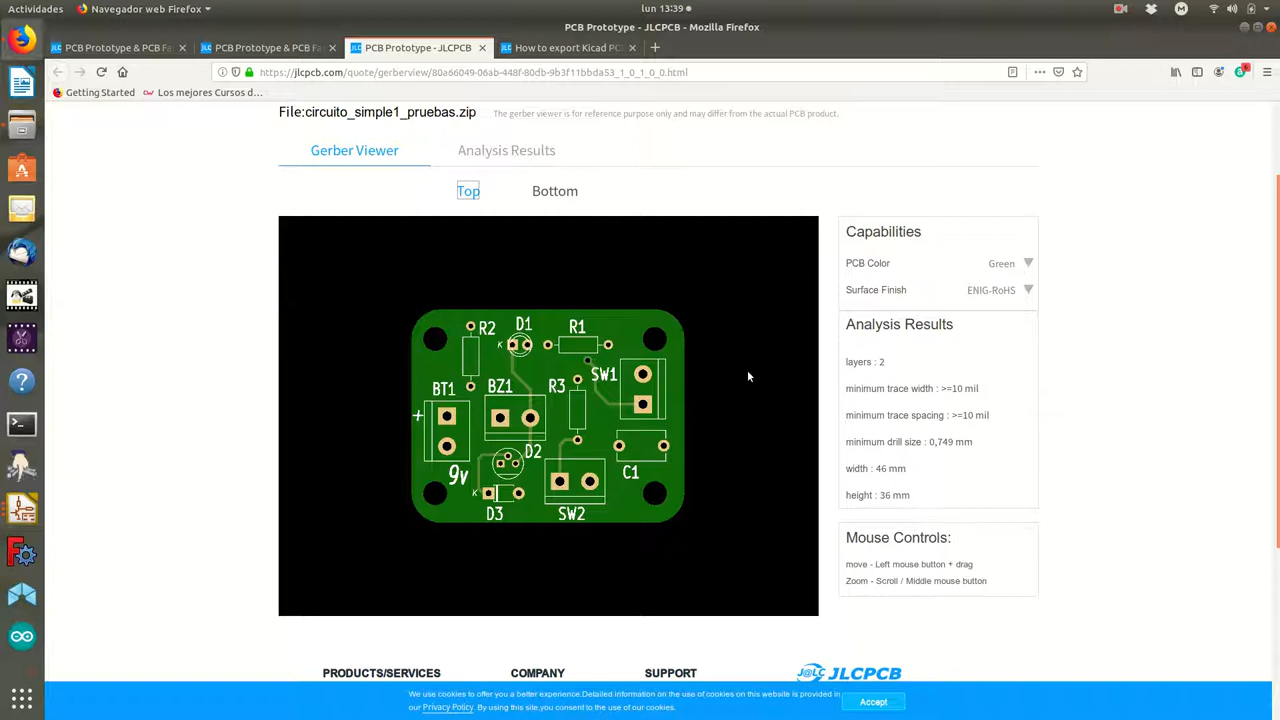 Actividades
Navegador web Firefox
lun 13:39
PCB Prototype - JLCPCB - Mozilla Firefox
PCB Prototype & PCB Fa
PCB Prototype & PCB Fa
PCB Prototype - JLCPCB
How to export Kicad PC
https://jlcpcb.com/quote/gerberview/80a66049-06ab-448f-80db-9b3f11bbda53_1_0_1_0_0.html
Getting Started
Los mejores Cursos d…
File:circuito_simple1_pruebas.zip
The gerber viewer is for reference purpose only and may differ from the actual PCB product.
Gerber Viewer
Analysis Results
Top
Bottom
R2
D1
R1
K
SW1
BT1
BZ1
R3
+
9v
D2
C1
K
D3
SW2
Capabilities
PCB Color
Green
Surface Finish
ENIG-RoHS
Analysis Results
layers : 2
minimum trace width : >=10 mil
minimum trace spacing : >=10 mil
minimum drill size : 0,749 mm
width : 46 mm
height : 36 mm
Mouse Controls:
move - Left mouse button + drag
Zoom - Scroll / Middle mouse button
PRODUCTS/SERVICES
COMPANY
SUPPORT
J@LC JLCPCB
We use cookies to offer you a better experience.Detailed information on the use of cookies on this website is provided in
our Privacy Policy. By using this site,you consent to the use of our cookies.
Accept